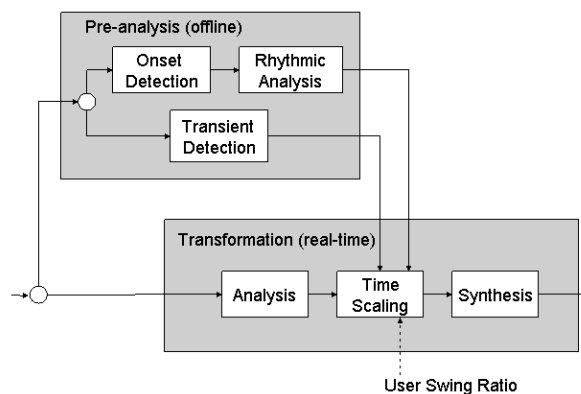 Pre-analysis (offline)
Onset
Detection
Rhythmic
Analysis
Transient
Detection
Transformation (real-time)
Analysis
Time
Scaling
Synthesis
User Swing Ratio